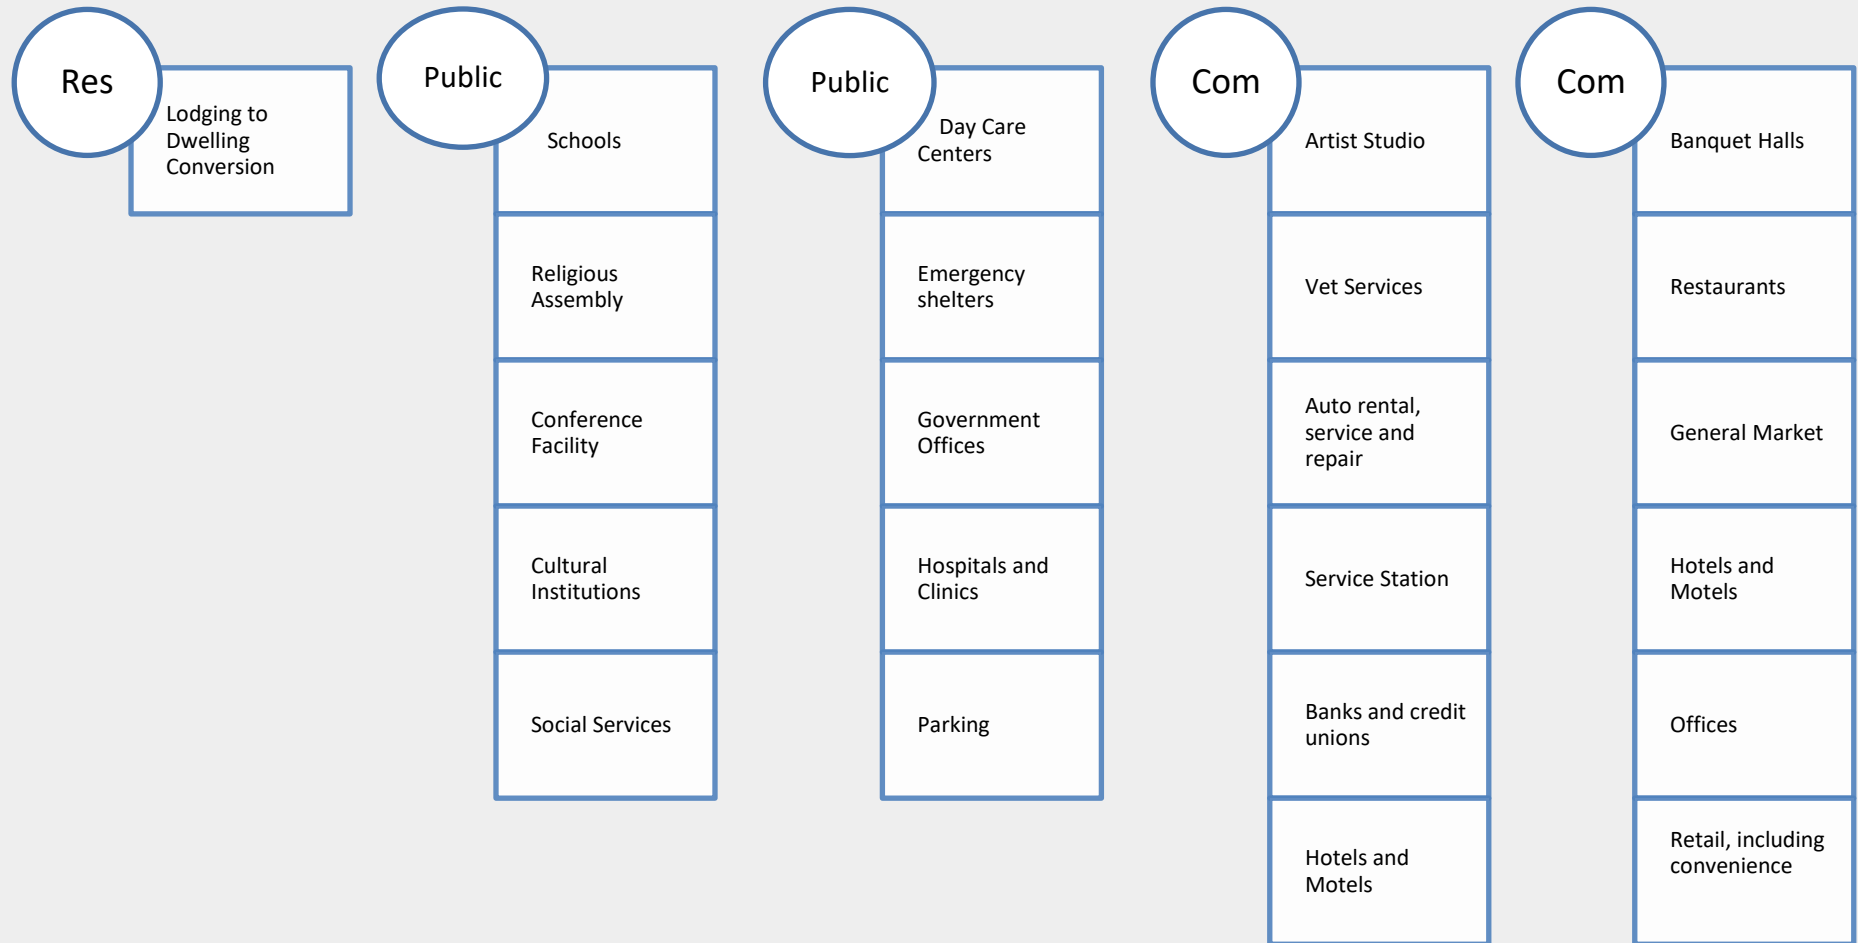 Res
Lodging to
Dwelling
Conversion
Public
Schools
Religious
Assembly
Conference
Facility
Cultural
Institutions
Social Services
Public
Day Care
Centers
Emergency
shelters
Government
Offices
Hospitals and
Clinics
Parking
Com
Artist Studio
Vet Services
Auto rental,
service and
repair
Service Station
Banks and credit
unions
Hotels and
Motels
Com
Banquet Halls
Restaurants
General Market
Hotels and
Motels
Offices
Retail, including
convenience